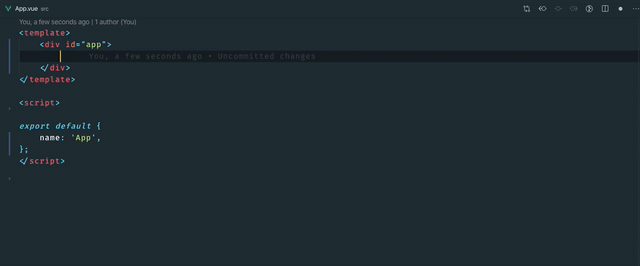 App.vue src
You, a few seconds ago | 1 author (You)
<template>
<div id="app">
You, a few seconds ago • Uncommitted changes
</div>
</template>
<script>
export default {
name: 'App',
};
</script>